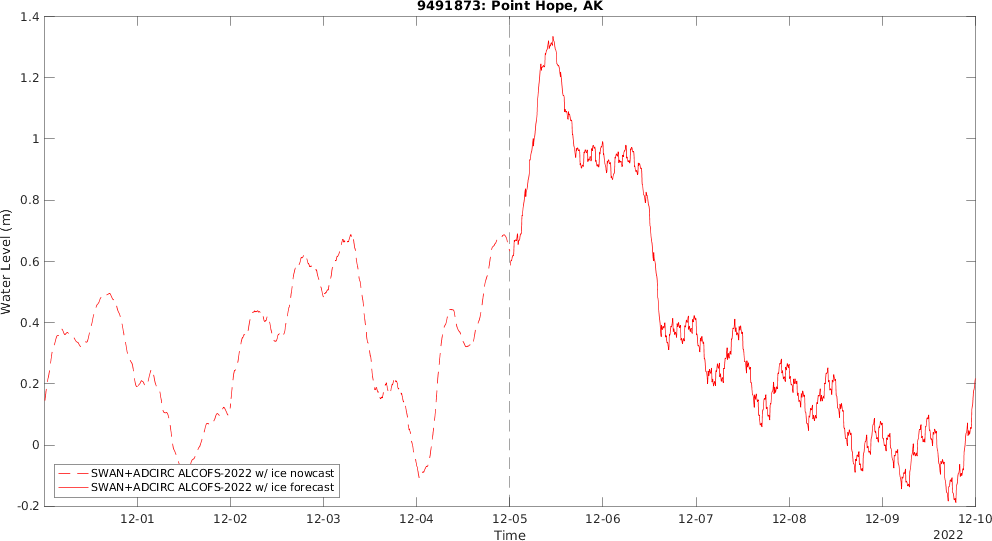 9491873: Point Hope, AK
1.4
1.2
1
0.8
0.6
0.4
0.2
0
-0.2
Water Level (m)
SWAN+ADCIRC ALCOFS-2022 w/ ice nowcast
SWAN+ADCIRC ALCOFS-2022 w/ ice forecast
12-01 12-02 12-03 12-04 12-05 12-06 12-07 12-08 12-09 12-10
Time
2022